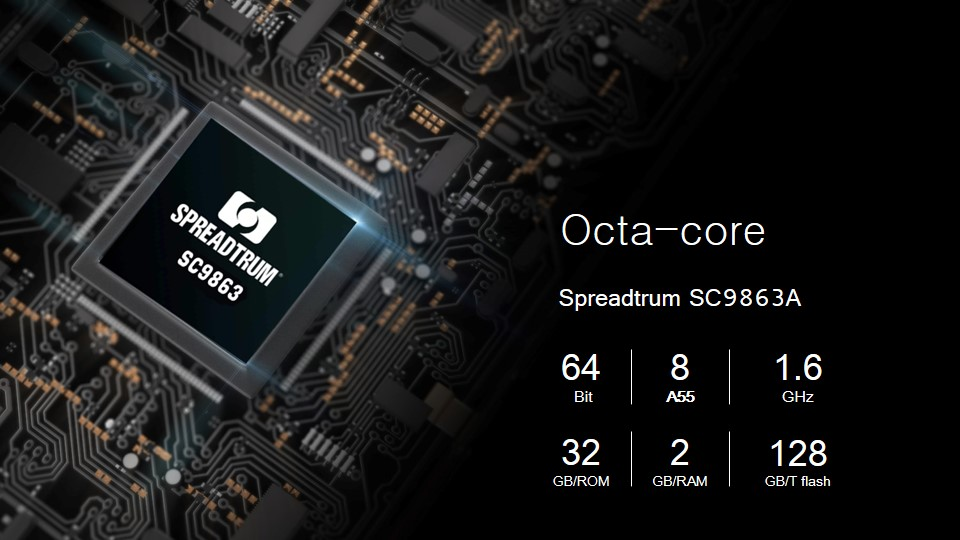 SPREADTRUM®
SC9863
Octa-core
Spreadtrum SC9863A
64 8 1.6
Bit A55 GHz
32 2 128
GB/ROM GB/RAM GB/T flash